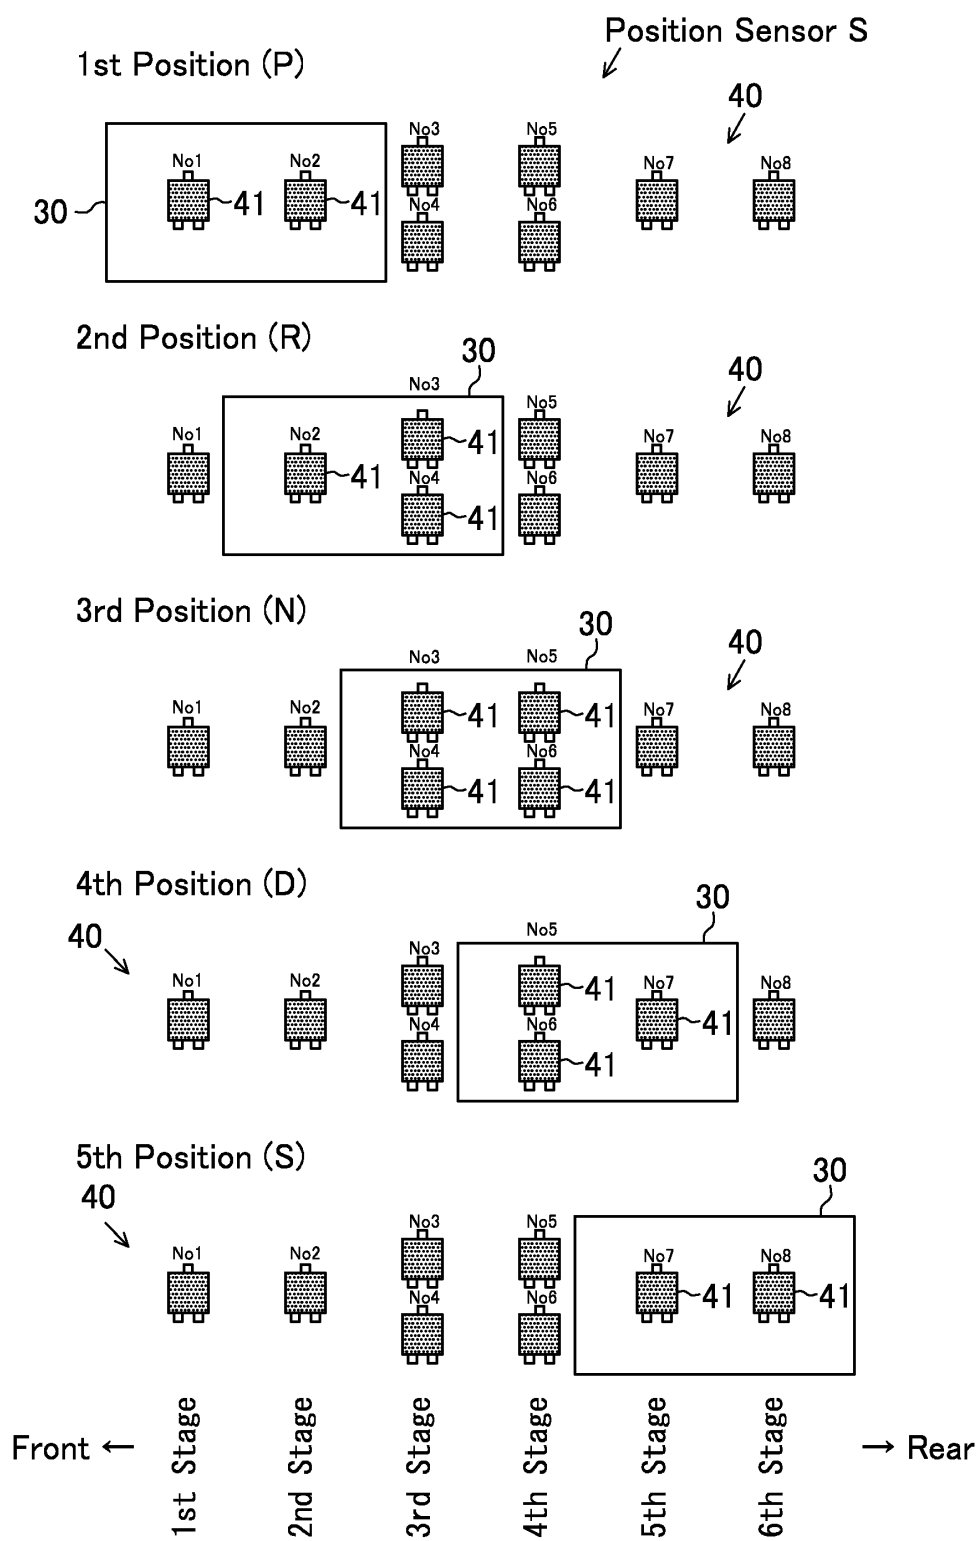 Position Sensor S
1st Position (P)
40
No3 No5
No1 No2 No7 No8
30 41 41 No4 No6
2nd Position (R)
30
40
No3
No5
No1 No2 41 No7 No8
41 No4 No6
41
3rd Position (N)
30
40
No3 No5
No1 No2 41 41 No7 No8
No4 No6
41 41
4th Position (D)
30
40
No5
No3
No1 No2 41 No7 No8
No4 No6 41
41
5th Position (S)
30
40
No3 No5
No1 No2 No7 No8
No4 No6 41 41
1st Stage
2nd Stage
3rd Stage
4th Stage
5th Stage
6th Stage
Front ← → Rear